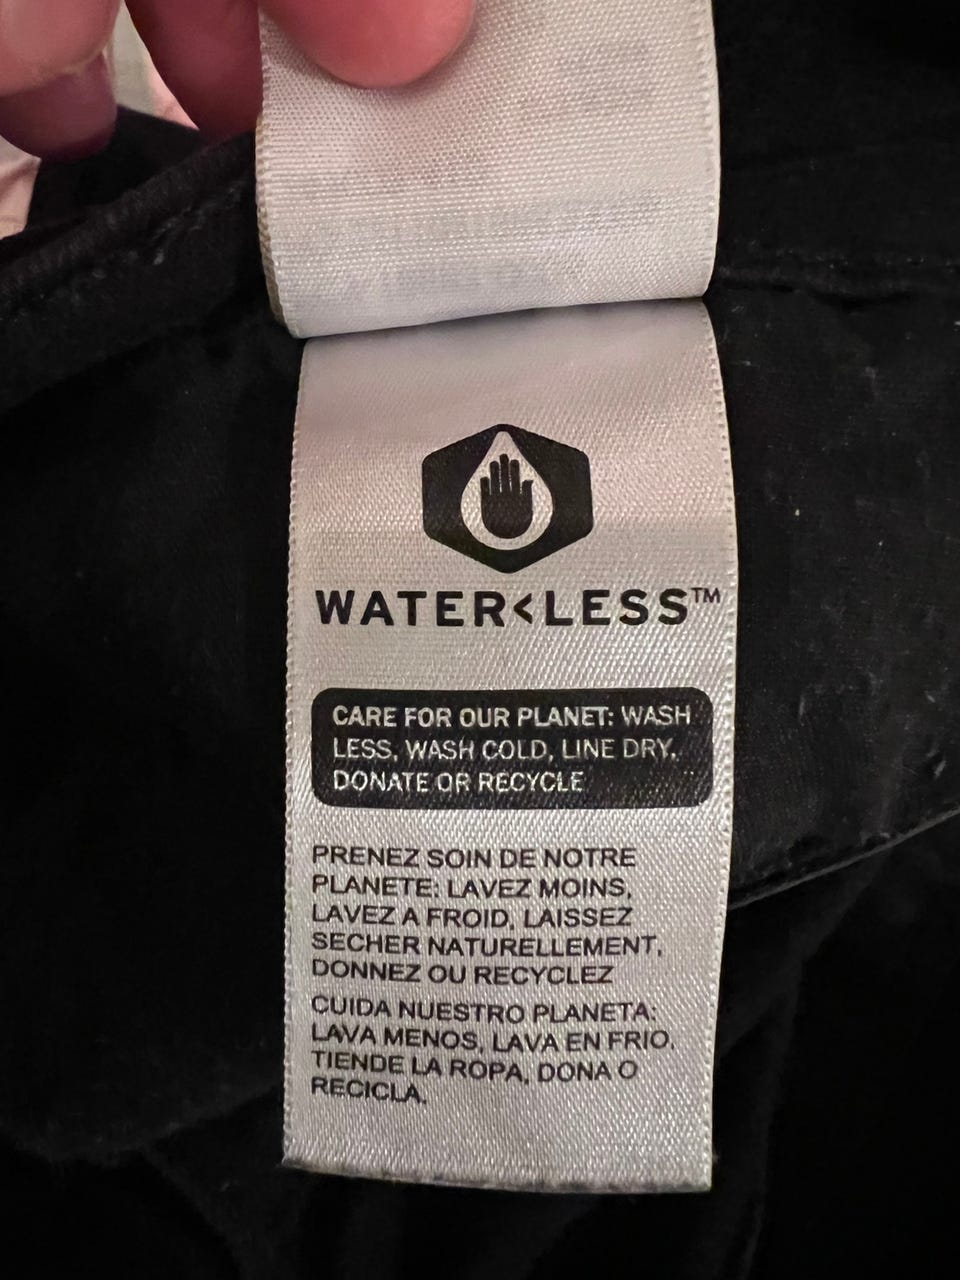 WATER<LESS™
CARE FOR OUR PLANET: WASH
LESS, WASH COLD, LINE DRY,
DONATE OR RECYCLE
PRENEZ SOIN DE NOTRE
PLANETE: LAVEZ MOINS,
LAVEZ A FROID, LAISSEZ
SECHER NATURELLEMENT,
DONNEZ OU RECYCLEZ
CUIDA NUESTRO PLANETA:
LAVA MENOS, LAVA EN FRIO,
TIENDE LA ROPA, DONA O
RECICLA.